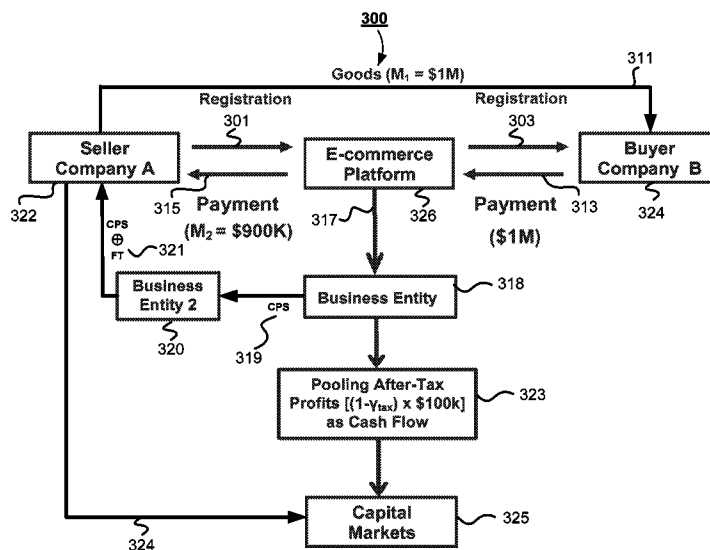 300
Goods (M₁ = $1M)
311
Registration
Registration
301
303
Seller
Company A
E-commerce
Platform
Buyer
Company B
322
315
317
326
313
324
Payment
(M₂ = $900K)
Payment
($1M)
CPS
⊕
FT
321
Business
Entity 2
320
CPS
319
Business Entity
318
Pooling After-Tax
Profits [(1-γtax) x $100k]
as Cash Flow
323
324
Capital
Markets
325